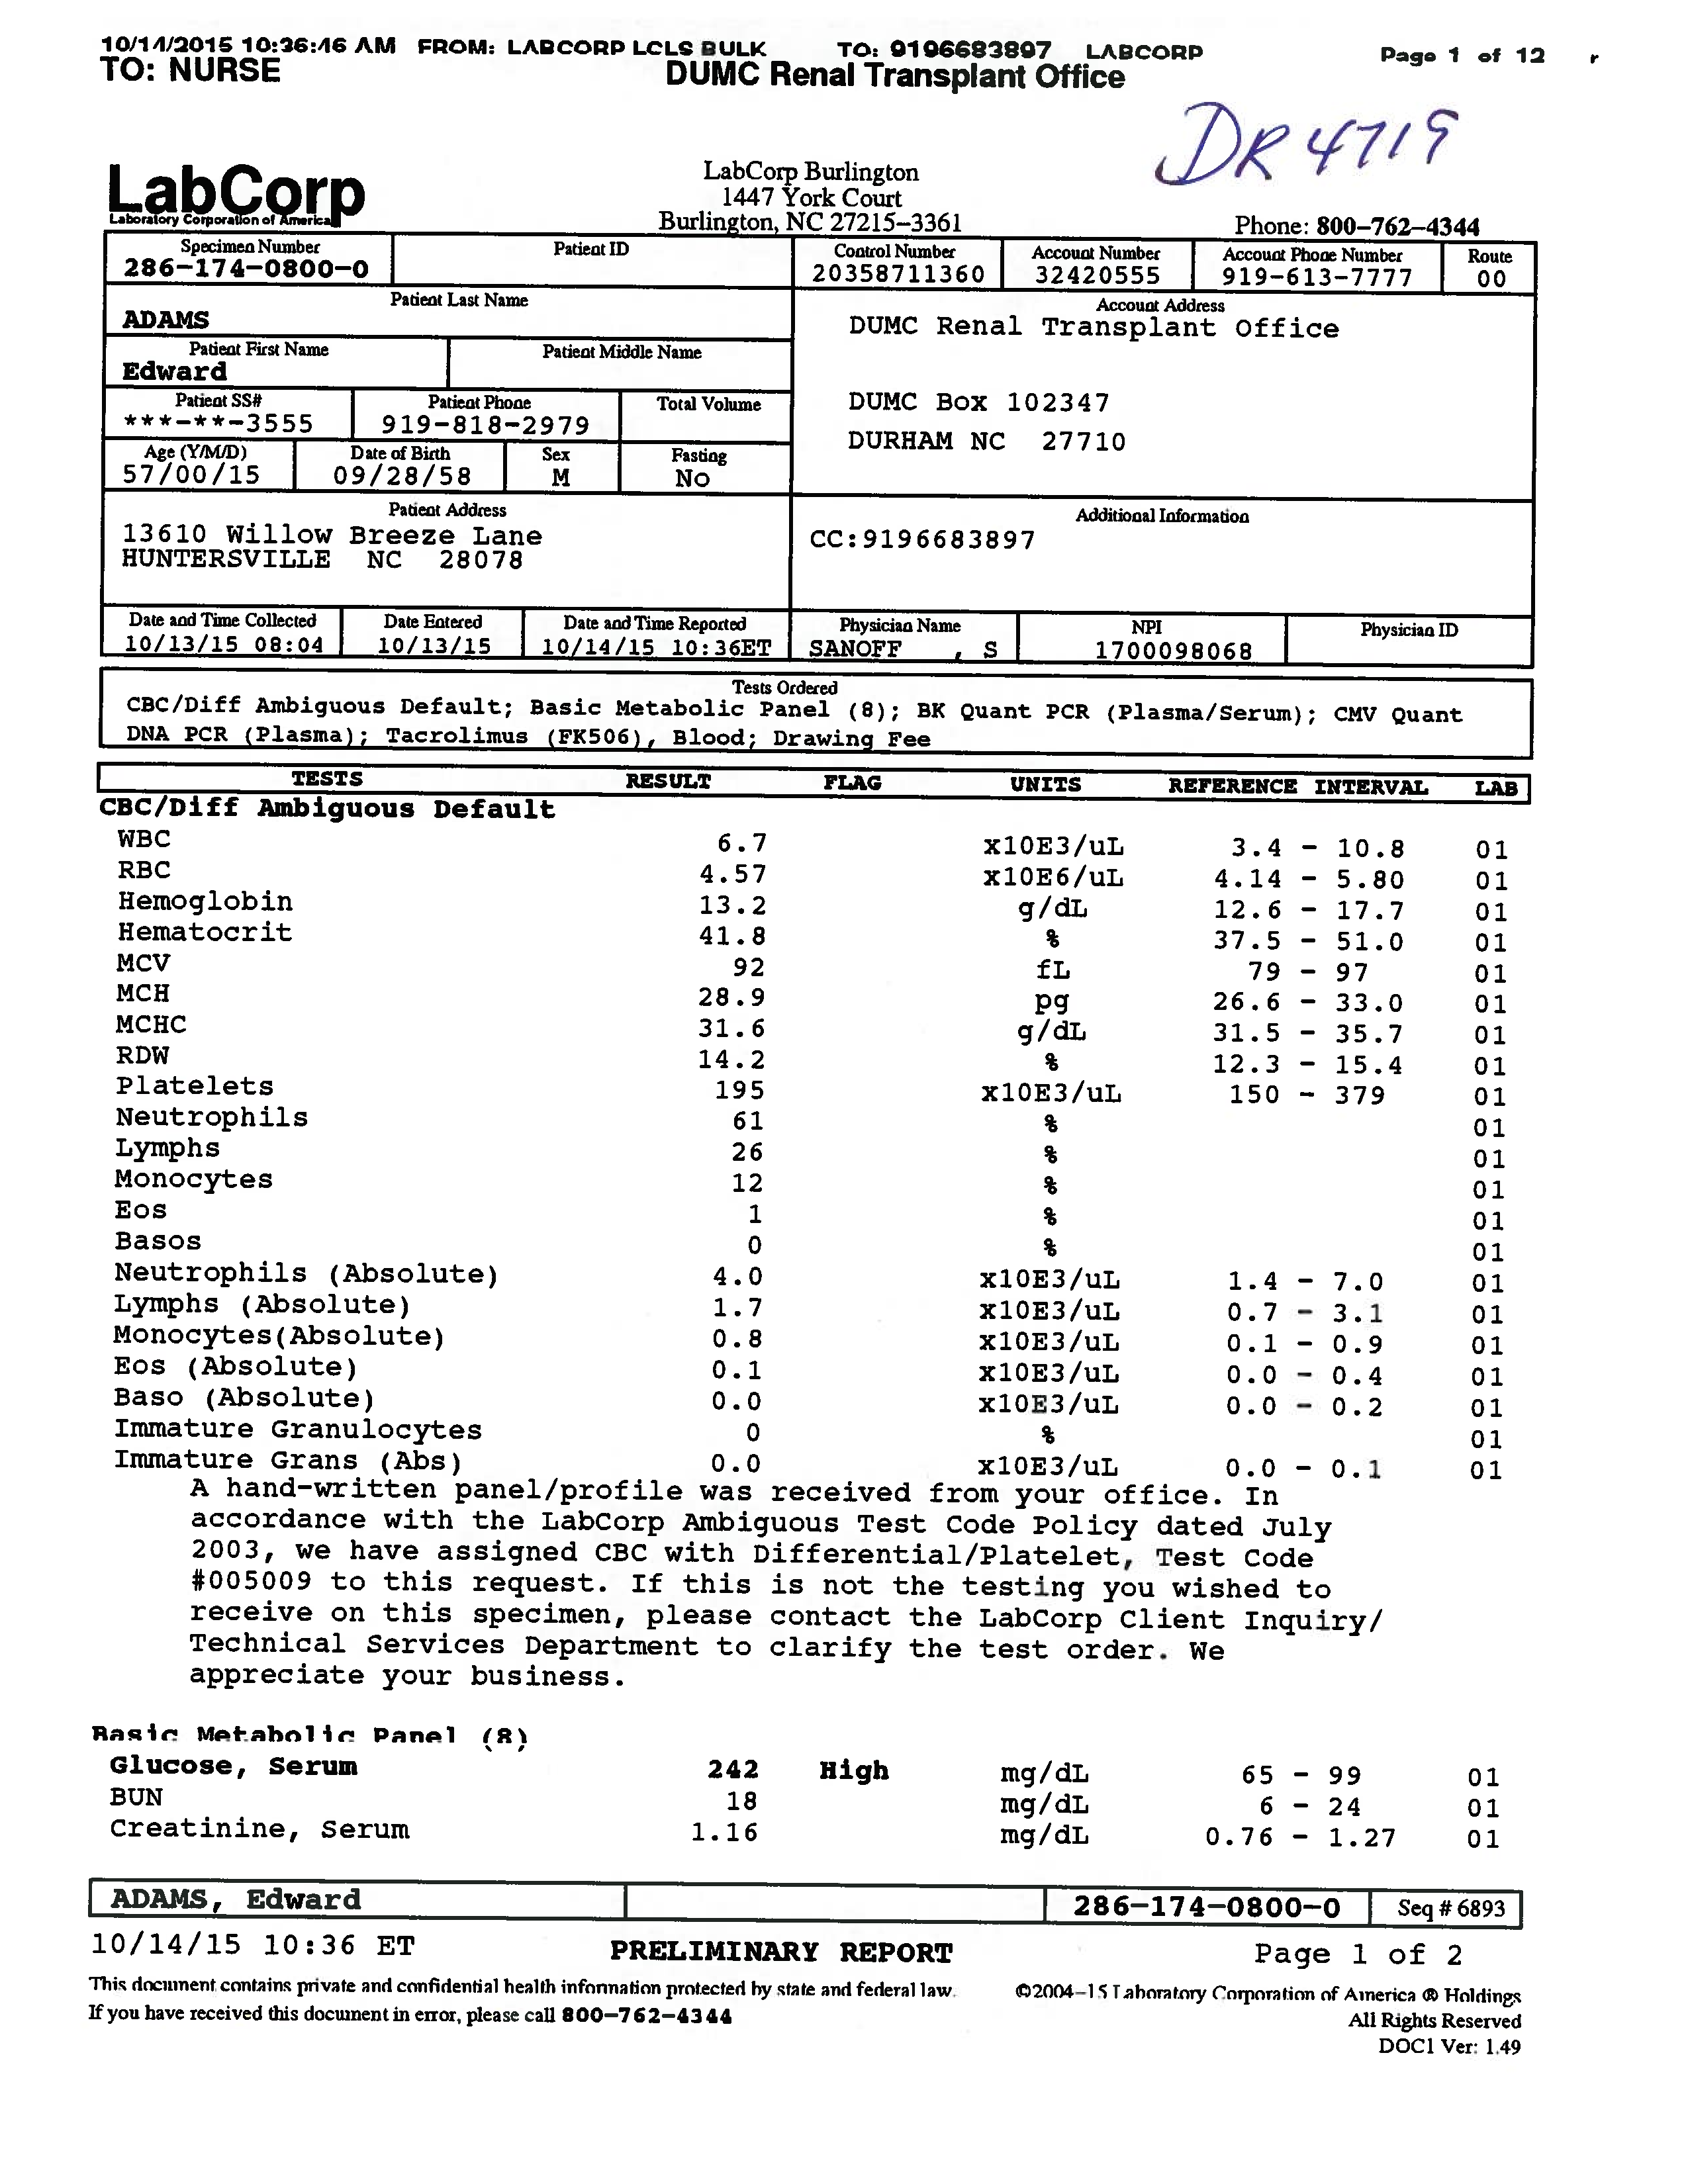 10/14/2015 10:36:46 AM FROM: LABCORP LCLS BULK TO: 9196683897 LABCORP Page 1 of 12 r
TO: NURSE DUMC Renal Transplant Office
DR 4719
LabCorp
Laboratory Corporation of America
LabCorp Burlington
1447 York Court
Burlington, NC 27215-3361
Phone: 800-762-4344
Specimen Number Patient ID Control Number Account Number Account Phone Number Route
286-174-0800-0 20358711360 32420555 919-613-7777 00
Patient Last Name Account Address
ADAMS DUMC Renal Transplant Office
Patient First Name Patient Middle Name
Edward
Patient SS# Patient Phone Total Volume DUMC Box 102347
***-**-3555 919-818-2979
DURHAM NC 27710
Age (Y/M/D) Date of Birth Sex Fasting
57/00/15 09/28/58 M No
Patient Address Additional Information
13610 Willow Breeze Lane CC:9196683897
HUNTERSVILLE NC 28078
Date and Time Collected Date Entered Date and Time Reported Physician Name NPI Physician ID
10/13/15 08:04 10/13/15 10/14/15 10:36ET SANOFF , S 1700098068
Tests Ordered
CBC/Diff Ambiguous Default; Basic Metabolic Panel (8); BK Quant PCR (Plasma/Serum); CMV Quant
DNA PCR (Plasma); Tacrolimus (FK506), Blood; Drawing Fee
TESTS RESULT FLAG UNITS REFERENCE INTERVAL LAB
CBC/Diff Ambiguous Default
WBC 6.7 x10E3/uL 3.4 - 10.8 01
RBC 4.57 x10E6/uL 4.14 - 5.80 01
Hemoglobin 13.2 g/dL 12.6 - 17.7 01
Hematocrit 41.8 % 37.5 - 51.0 01
MCV 92 fL 79 - 97 01
MCH 28.9 pg 26.6 - 33.0 01
MCHC 31.6 g/dL 31.5 - 35.7 01
RDW 14.2 % 12.3 - 15.4 01
Platelets 195 x10E3/uL 150 - 379 01
Neutrophils 61 % 01
Lymphs 26 % 01
Monocytes 12 % 01
Eos 1 % 01
Basos 0 % 01
Neutrophils (Absolute) 4.0 x10E3/uL 1.4 - 7.0 01
Lymphs (Absolute) 1.7 x10E3/uL 0.7 - 3.1 01
Monocytes(Absolute) 0.8 x10E3/uL 0.1 - 0.9 01
Eos (Absolute) 0.1 x10E3/uL 0.0 - 0.4 01
Baso (Absolute) 0.0 x10E3/uL 0.0 - 0.2 01
Immature Granulocytes 0 % 01
Immature Grans (Abs) 0.0 x10E3/uL 0.0 - 0.1 01
A hand-written panel/profile was received from your office. In
accordance with the LabCorp Ambiguous Test Code Policy dated July
2003, we have assigned CBC with Differential/Platelet, Test Code
#005009 to this request. If this is not the testing you wished to
receive on this specimen, please contact the LabCorp Client Inquiry/
Technical Services Department to clarify the test order. We
appreciate your business.
Basic Metabolic Panel (8)
Glucose, Serum 242 High mg/dL 65 - 99 01
BUN 18 mg/dL 6 - 24 01
Creatinine, Serum 1.16 mg/dL 0.76 - 1.27 01
ADAMS, Edward 286-174-0800-0 Seq # 6893
10/14/15 10:36 ET PRELIMINARY REPORT Page 1 of 2
This document contains private and confidential health information protected by state and federal law. ©2004-15 Laboratory Corporation of America ® Holdings
If you have received this document in error, please call 800-762-4344 All Rights Reserved
DOC1 Ver: 1.49